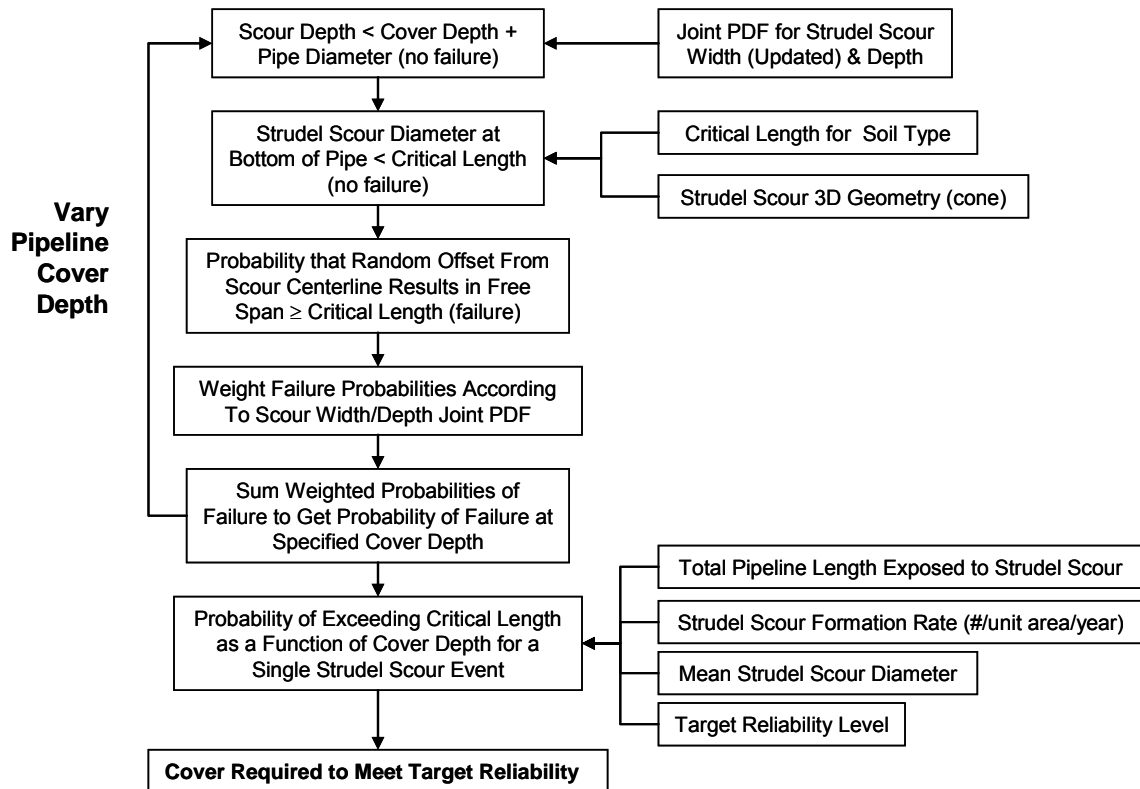 Scour Depth < Cover Depth +
Pipe Diameter (no failure)
Joint PDF for Strudel Scour
Width (Updated) & Depth
Strudel Scour Diameter at
Bottom of Pipe < Critical Length
(no failure)
Critical Length for Soil Type
Strudel Scour 3D Geometry (cone)
Vary
Pipeline
Cover
Depth
Probability that Random Offset From
Scour Centerline Results in Free
Span ≥ Critical Length (failure)
Weight Failure Probabilities According
To Scour Width/Depth Joint PDF
Sum Weighted Probabilities of
Failure to Get Probability of Failure at
Specified Cover Depth
Probability of Exceeding Critical Length
as a Function of Cover Depth for a
Single Strudel Scour Event
Total Pipeline Length Exposed to Strudel Scour
Strudel Scour Formation Rate (#/unit area/year)
Mean Strudel Scour Diameter
Target Reliability Level
Cover Required to Meet Target Reliability